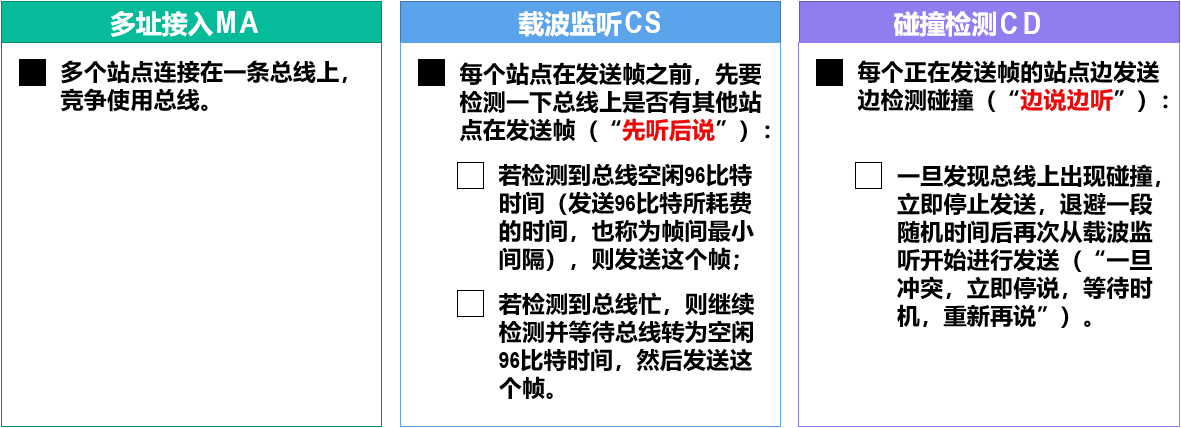 多址接入MA
多个站点连接在一条总线上，
竞争使用总线。
载波监听CS
每个站点在发送帧之前，先要
检测一下总线上是否有其他站
点在发送帧（“先听后说”）：
若检测到总线空闲96比特
时间（发送96比特所耗费
的时间，也称为帧间最小
间隔），则发送这个帧；
若检测到总线忙，则继续
检测并等待总线转为空闲
96比特时间，然后发送这
个帧。
碰撞检测CD
每个正在发送帧的站点边发送
边检测碰撞（“边说边听”）：
一旦发现总线上出现碰撞，
立即停止发送，退避一段
随机时间后再次从载波监
听开始进行发送（“一旦
冲突，立即停说，等待时
机，重新再说”）。